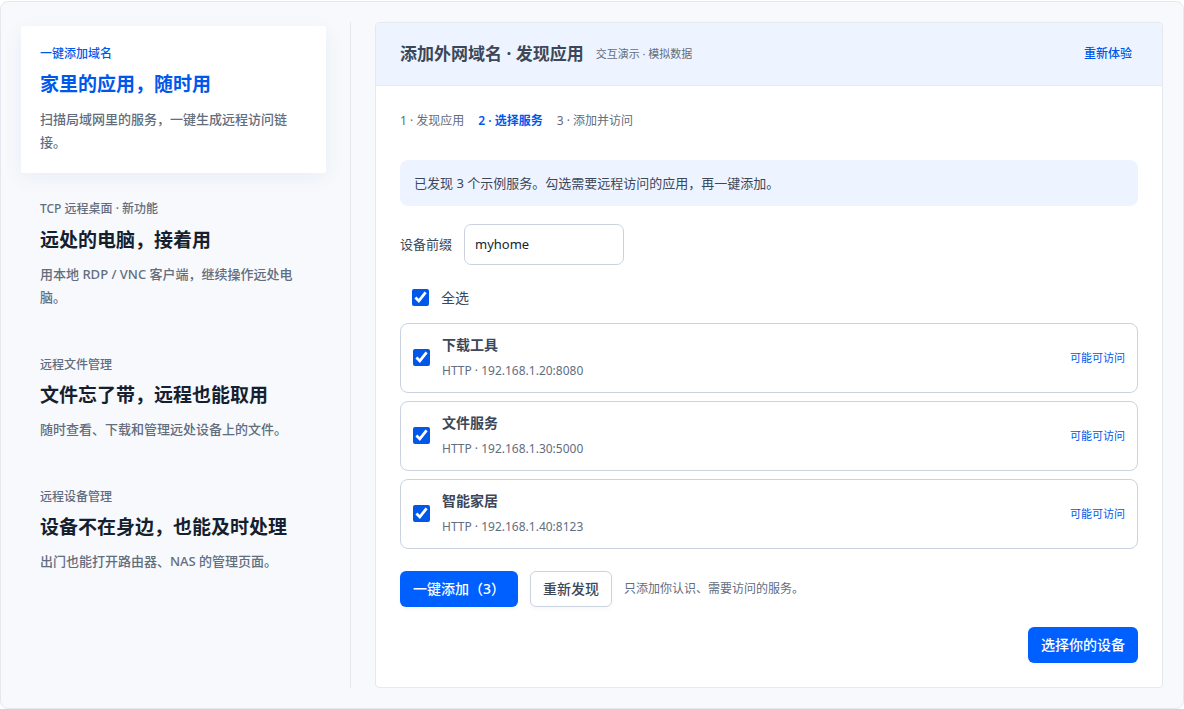 一键添加域名
家里的应用，随时用
扫描局域网里的服务，一键生成远程访问链
接。
TCP 远程桌面 · 新功能
远处的电脑，接着用
用本地 RDP / VNC 客户端，继续操作远处电
脑。
远程文件管理
文件忘了带，远程也能取用
随时查看、下载和管理远处设备上的文件。
远程设备管理
设备不在身边，也能及时处理
出门也能打开路由器、NAS 的管理页面。
添加外网域名 · 发现应用 交互演示 · 模拟数据 重新体验
1 · 发现应用 2 · 选择服务 3 · 添加并访问
已发现 3 个示例服务。勾选需要远程访问的应用，再一键添加。
设备前缀 myhome
全选
下载工具
HTTP · 192.168.1.20:8080
可能可访问
文件服务
HTTP · 192.168.1.30:5000
可能可访问
智能家居
HTTP · 192.168.1.40:8123
可能可访问
一键添加（3） 重新发现 只添加你认识、需要访问的服务。
选择你的设备